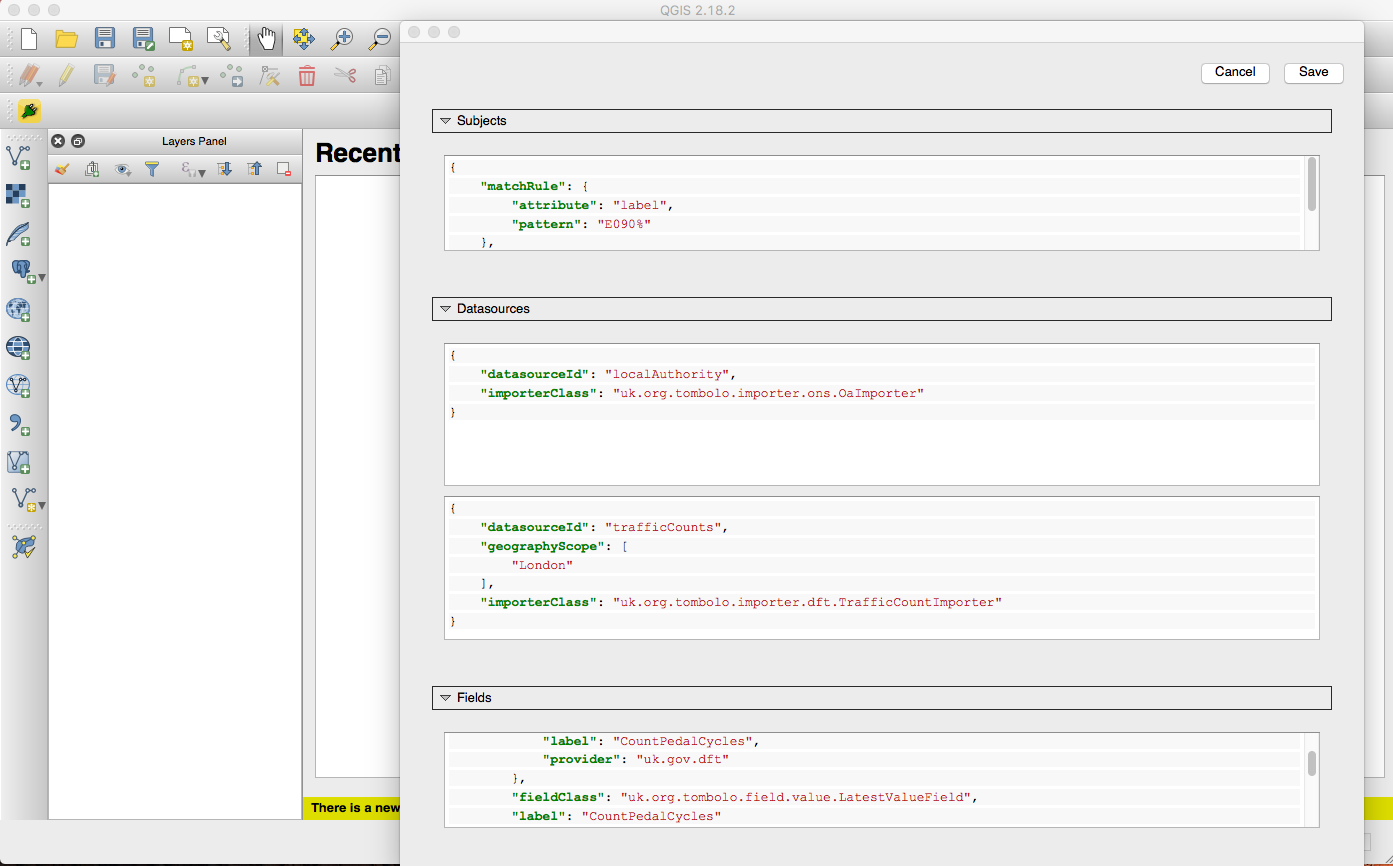 QGIS 2.18.2
Cancel
Save
Layers Panel
Recent
Subjects
{
"matchRule": {
"attribute": "label",
"pattern": "E090%"
},
Datasources
{
"datasourceId": "localAuthority",
"importerClass": "uk.org.tombolo.importer.ons.OaImporter"
}
{
"datasourceId": "trafficCounts",
"geographyScope": [
"London"
],
"importerClass": "uk.org.tombolo.importer.dft.TrafficCountImporter"
}
Fields
"label": "CountPedalCycles",
"provider": "uk.gov.dft"
},
"fieldClass": "uk.org.tombolo.field.value.LatestValueField",
There is a new
"label": "CountPedalCycles"